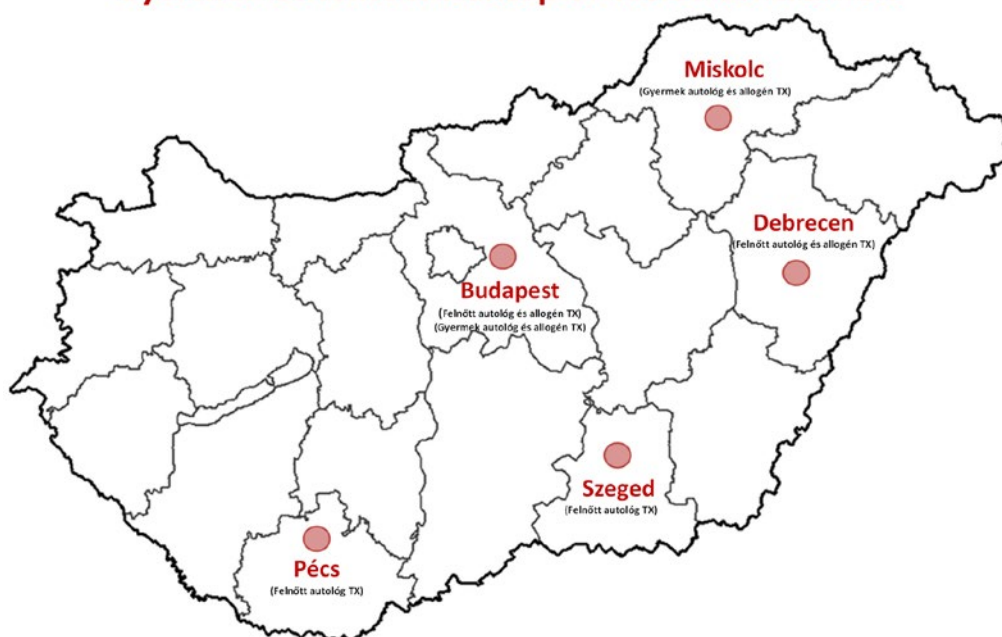 Miskolc
(Gyermek autológ és allogén TX)
Debrecen
(Felnőtt autológ és allogén TX)
Budapest
(Felnőtt autológ és allogén TX)
(Gyermek autológ és allogén TX)
Szeged
(Felnőtt autológ TX)
Pécs
(Felnőtt autológ TX)